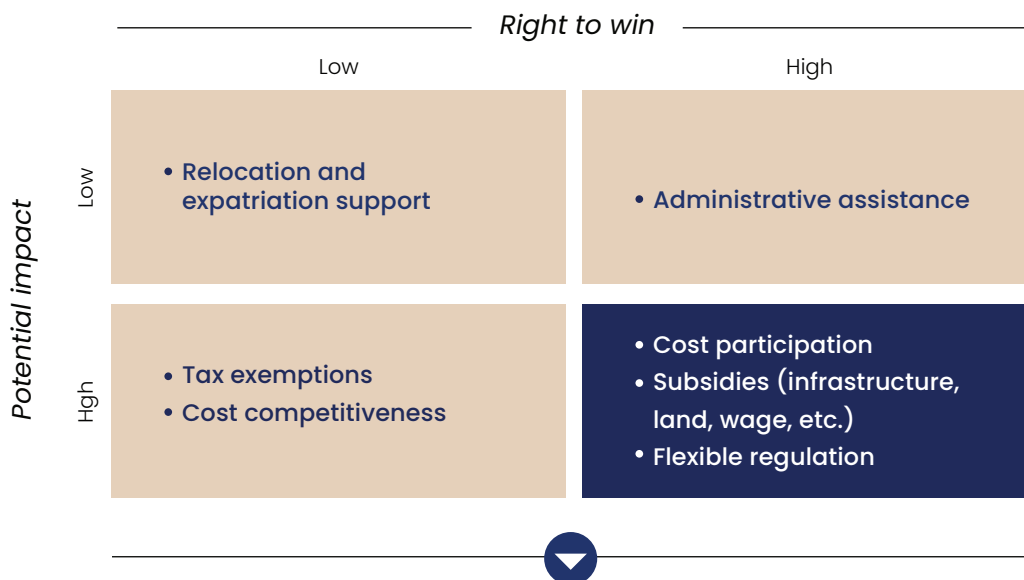 Right to win
Low
High
Potential impact
Low
• Relocation and
expatriation support
• Administrative assistance
Hgh
• Tax exemptions
• Cost competitiveness
• Cost participation
• Subsidies (infrastructure,
land, wage, etc.)
• Flexible regulation